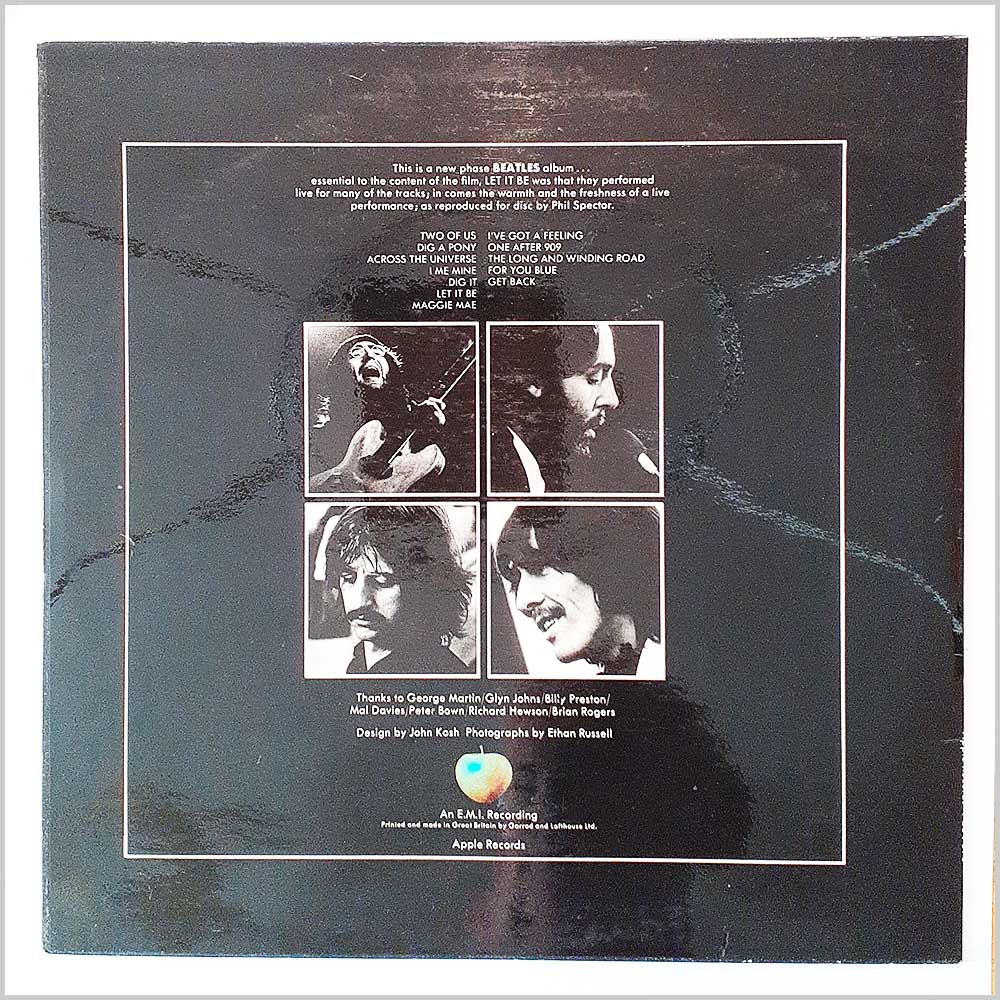 This is a new phase BEATLES album . . .
essential to the content of the film, LET IT BE was that they performed
live for many of the tracks; in comes the warmth and the freshness of a live
performance; as reproduced for disc by Phil Spector.
TWO OF US
DIG A PONY
ACROSS THE UNIVERSE
I ME MINE
DIG IT
LET IT BE
MAGGIE MAE
I'VE GOT A FEELING
ONE AFTER 909
THE LONG AND WINDING ROAD
FOR YOU BLUE
GET BACK
Thanks to George Martin/Glyn Johns/Billy Preston/
Mal Davies/Peter Bown/Richard Hewson/Brian Rogers
Design by John Kosh Photographs by Ethan Russell
An E.M.I. Recording
Printed and made in Great Britain by Garrod and Lofthouse Ltd.
Apple Records